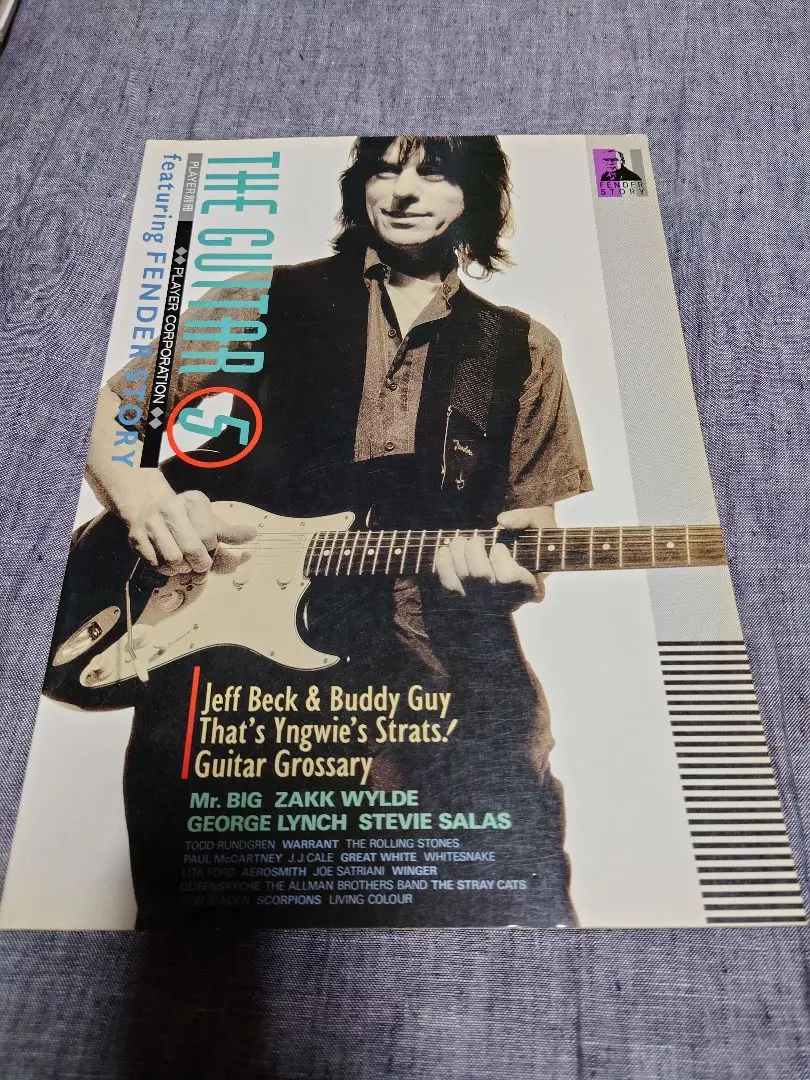 PLAYER別冊
THE GUITAR 5
◆◆ PLAYER CORPORATION ◆◆
featuring FENDER STORY
FENDER
STORY
Jeff Beck & Buddy Guy
That's Yngwie's Strats!
Guitar Grossary
Mr. BIG ZAKK WYLDE
GEORGE LYNCH STEVIE SALAS
TODD RUNDGREN WARRANT THE ROLLING STONES
PAUL McCARTNEY J.J.CALE GREAT WHITE WHITESNAKE
LITA FORD AEROSMITH JOE SATRIANI WINGER
QUEENSRYCHE THE ALLMAN BROTHERS BAND THE STRAY CATS
IRON MAIDEN SCORPIONS LIVING COLOUR